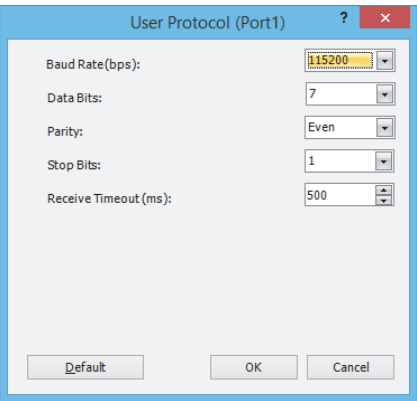 User Protocol (Port1) ? ×
Baud Rate(bps): 115200
Data Bits: 7
Parity: Even
Stop Bits: 1
Receive Timeout (ms): 500
Default OK Cancel